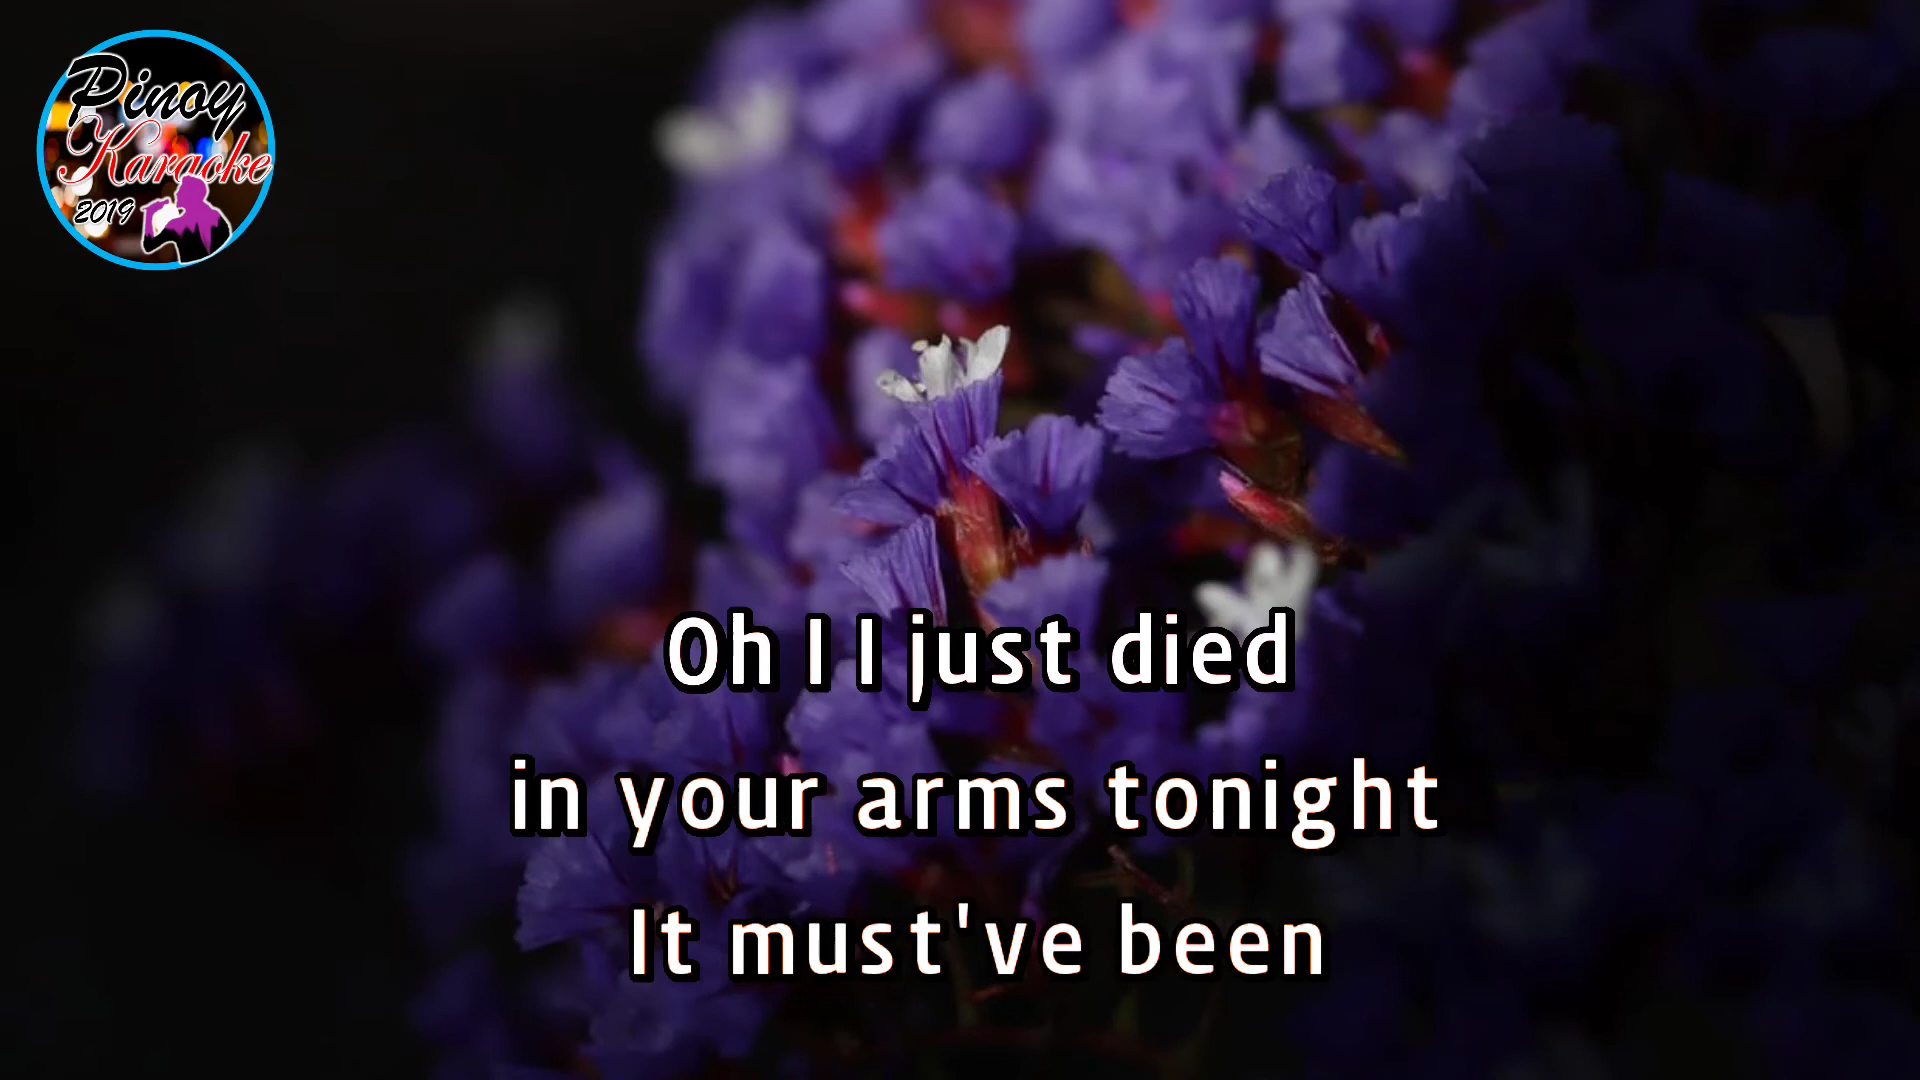 Pinoy
Karaoke
2019
Oh I I just died
in your arms tonight
It must've been